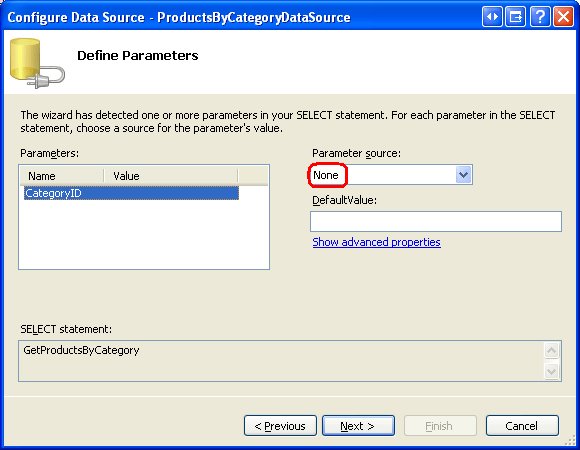 Configure Data Source - ProductsByCategoryDataSource
Define Parameters
The wizard has detected one or more parameters in your SELECT statement. For each parameter in the SELECT
statement, choose a source for the parameter's value.
Parameters:
Name Value
CategoryID
Parameter source:
None
DefaultValue:
Show advanced properties
SELECT statement:
GetProductsByCategory
< Previous
Next >
Finish
Cancel